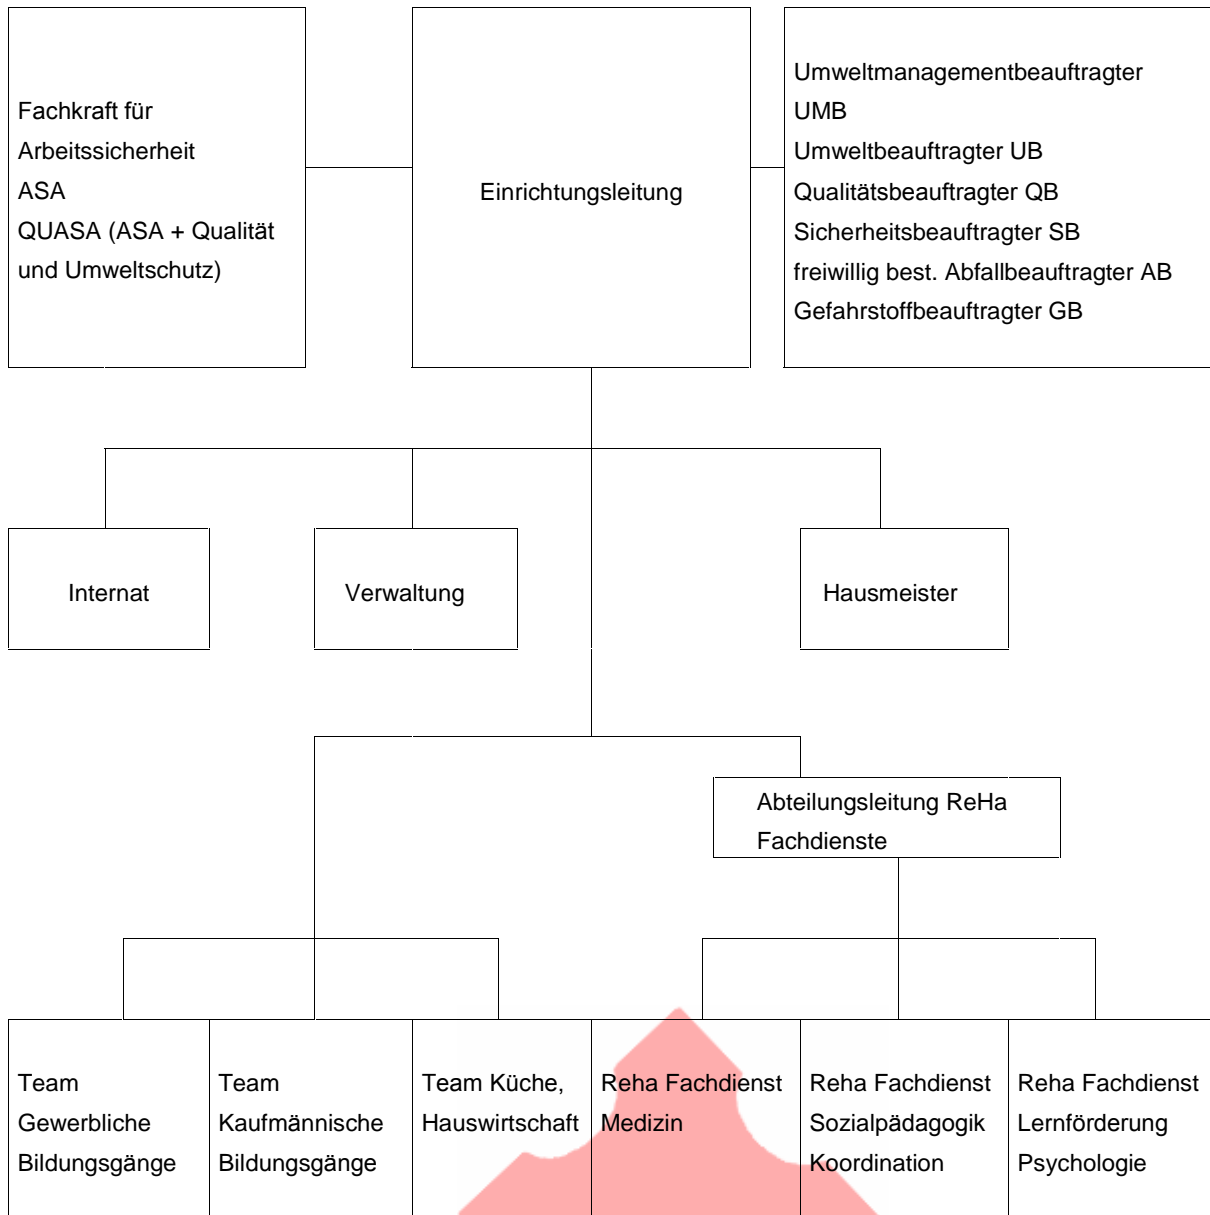 Fachkraft für
Arbeitssicherheit
ASA
QUASA (ASA + Qualität
und Umweltschutz)
Einrichtungsleitung
Umweltmanagementbeauftragter
UMB
Umweltbeauftragter UB
Qualitätsbeauftragter QB
Sicherheitsbeauftragter SB
freiwillig best. Abfallbeauftragter AB
Gefahrstoffbeauftragter GB
Internat
Verwaltung
Hausmeister
Abteilungsleitung ReHa
Fachdienste
Team
Gewerbliche
Bildungsgänge
Team
Kaufmännische
Bildungsgänge
Team Küche,
Hauswirtschaft
Reha Fachdienst
Medizin
Reha Fachdienst
Sozialpädagogik
Koordination
Reha Fachdienst
Lernförderung
Psychologie